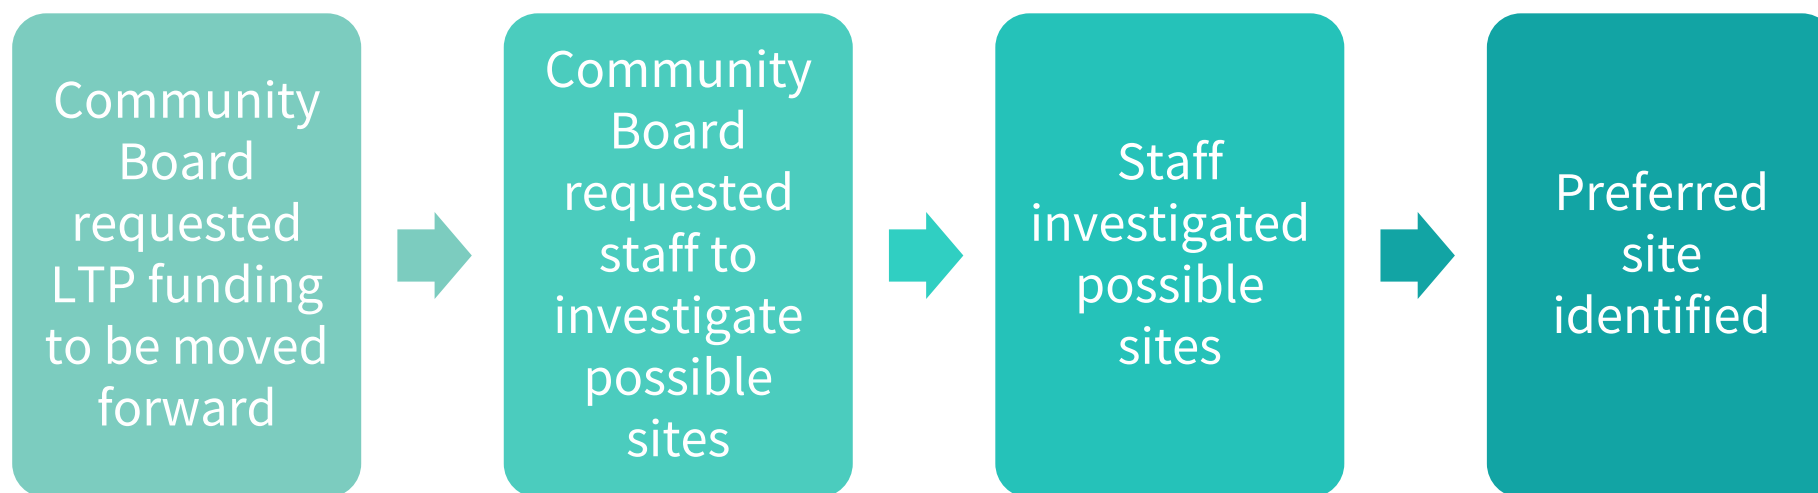 Community
Board
requested
LTP funding
to be moved
forward
Community
Board
requested
staff to
investigate
possible
sites
Staff
investigated
possible
sites
Preferred
site
identified